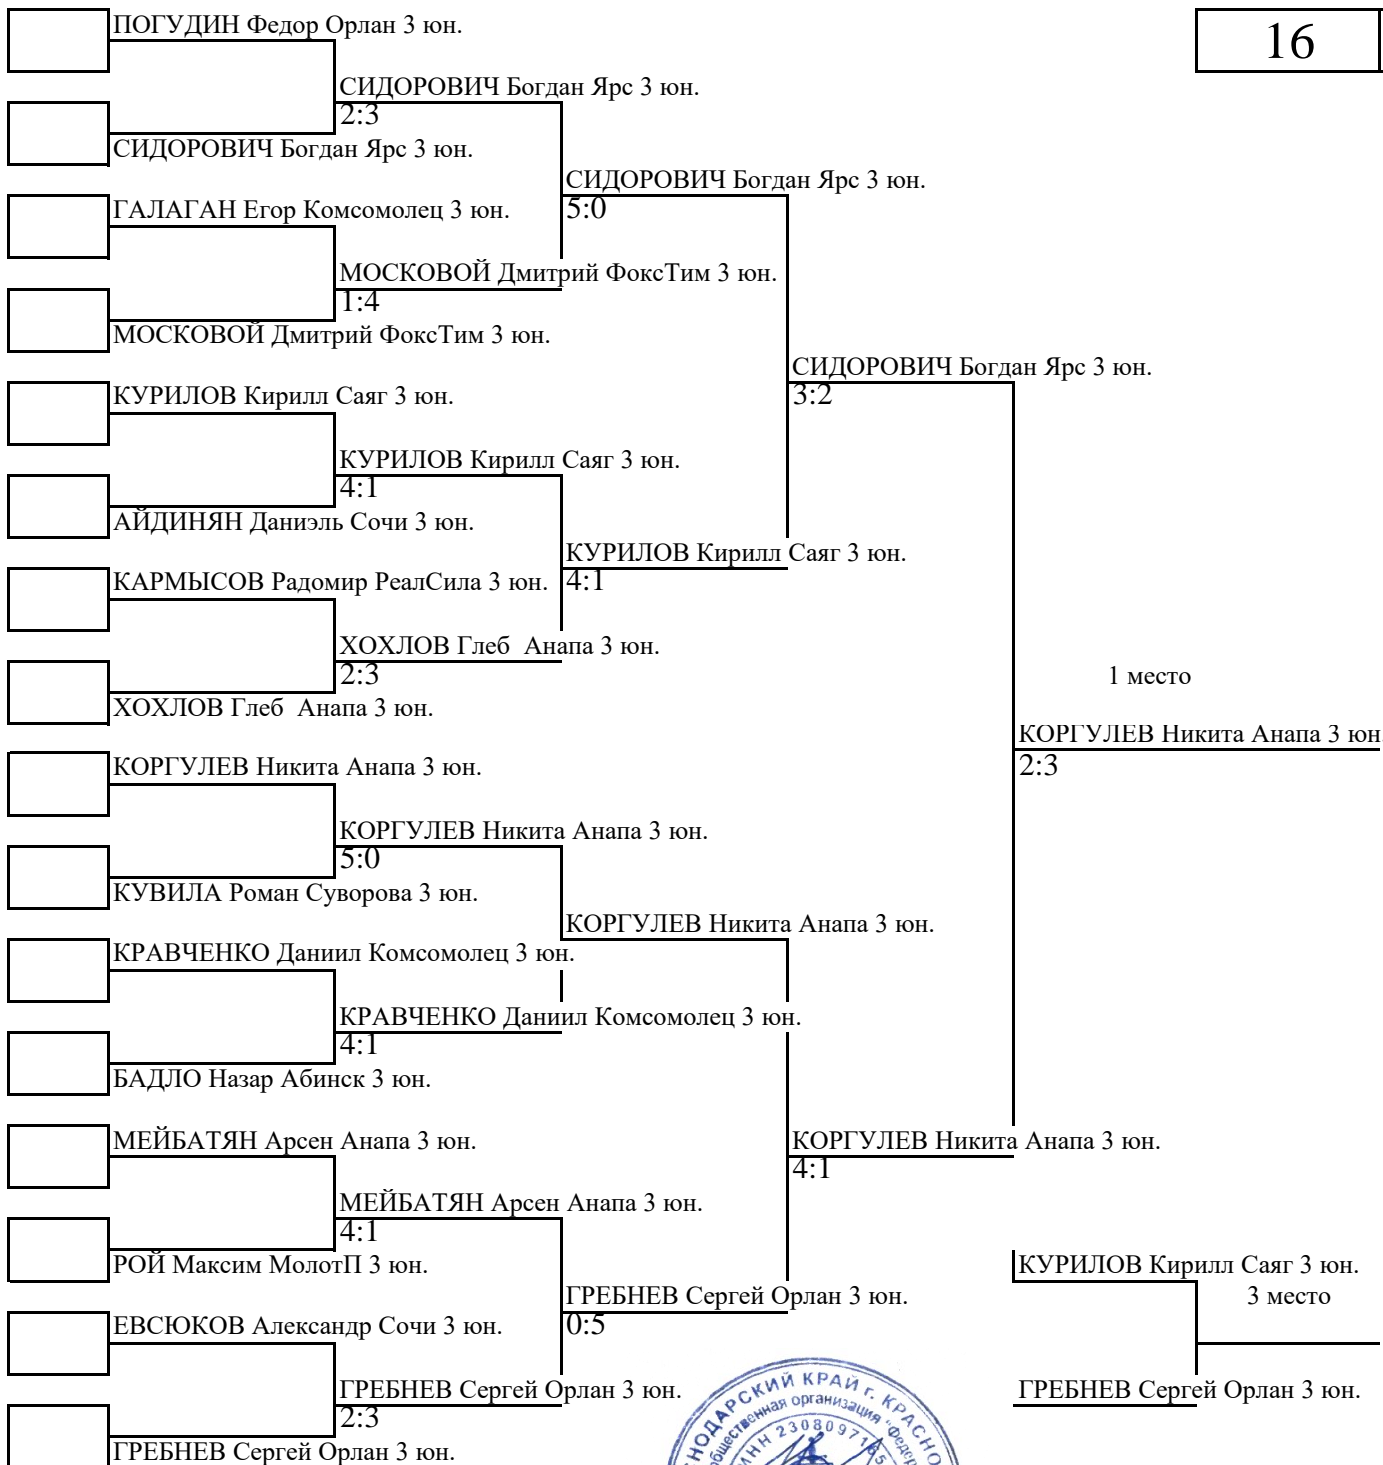 ПОГУДИН Федор Орлан 3 юн.
16
СИДОРОВИЧ Богдан Ярс 3 юн.
2:3
СИДОРОВИЧ Богдан Ярс 3 юн.
СИДОРОВИЧ Богдан Ярс 3 юн.
5:0
ГАЛАГАН Егор Комсомолец 3 юн.
МОСКОВОЙ Дмитрий ФоксТим 3 юн.
1:4
МОСКОВОЙ Дмитрий ФоксТим 3 юн.
СИДОРОВИЧ Богдан Ярс 3 юн.
3:2
КУРИЛОВ Кирилл Саяг 3 юн.
КУРИЛОВ Кирилл Саяг 3 юн.
4:1
АЙДИНЯН Даниэль Сочи 3 юн.
КУРИЛОВ Кирилл Саяг 3 юн.
4:1
КАРМЫСОВ Радомир РеалСила 3 юн.
ХОХЛОВ Глеб Анапа 3 юн.
2:3
ХОХЛОВ Глеб Анапа 3 юн.
1 место
КОРГУЛЕВ Никита Анапа 3 юн
2:3
КОРГУЛЕВ Никита Анапа 3 юн.
КОРГУЛЕВ Никита Анапа 3 юн.
5:0
КУВИЛА Роман Суворова 3 юн.
КОРГУЛЕВ Никита Анапа 3 юн.
КРАВЧЕНКО Даниил Комсомолец 3 юн.
КРАВЧЕНКО Даниил Комсомолец 3 юн.
4:1
БАДЛО Назар Абинск 3 юн.
МЕЙБАТЯН Арсен Анапа 3 юн.
КОРГУЛЕВ Никита Анапа 3 юн.
4:1
МЕЙБАТЯН Арсен Анапа 3 юн.
4:1
РОЙ Максим МолотП 3 юн.
КУРИЛОВ Кирилл Саяг 3 юн.
3 место
ГРЕБНЕВ Сергей Орлан 3 юн.
0:5
ЕВСЮКОВ Александр Сочи 3 юн.
ГРЕБНЕВ Сергей Орлан 3 юн.
2:3
ГРЕБНЕВ Сергей Орлан 3 юн.
ГРЕБНЕВ Сергей Орлан 3 юн.
КРАЙ г.
общественная организация
ИНН